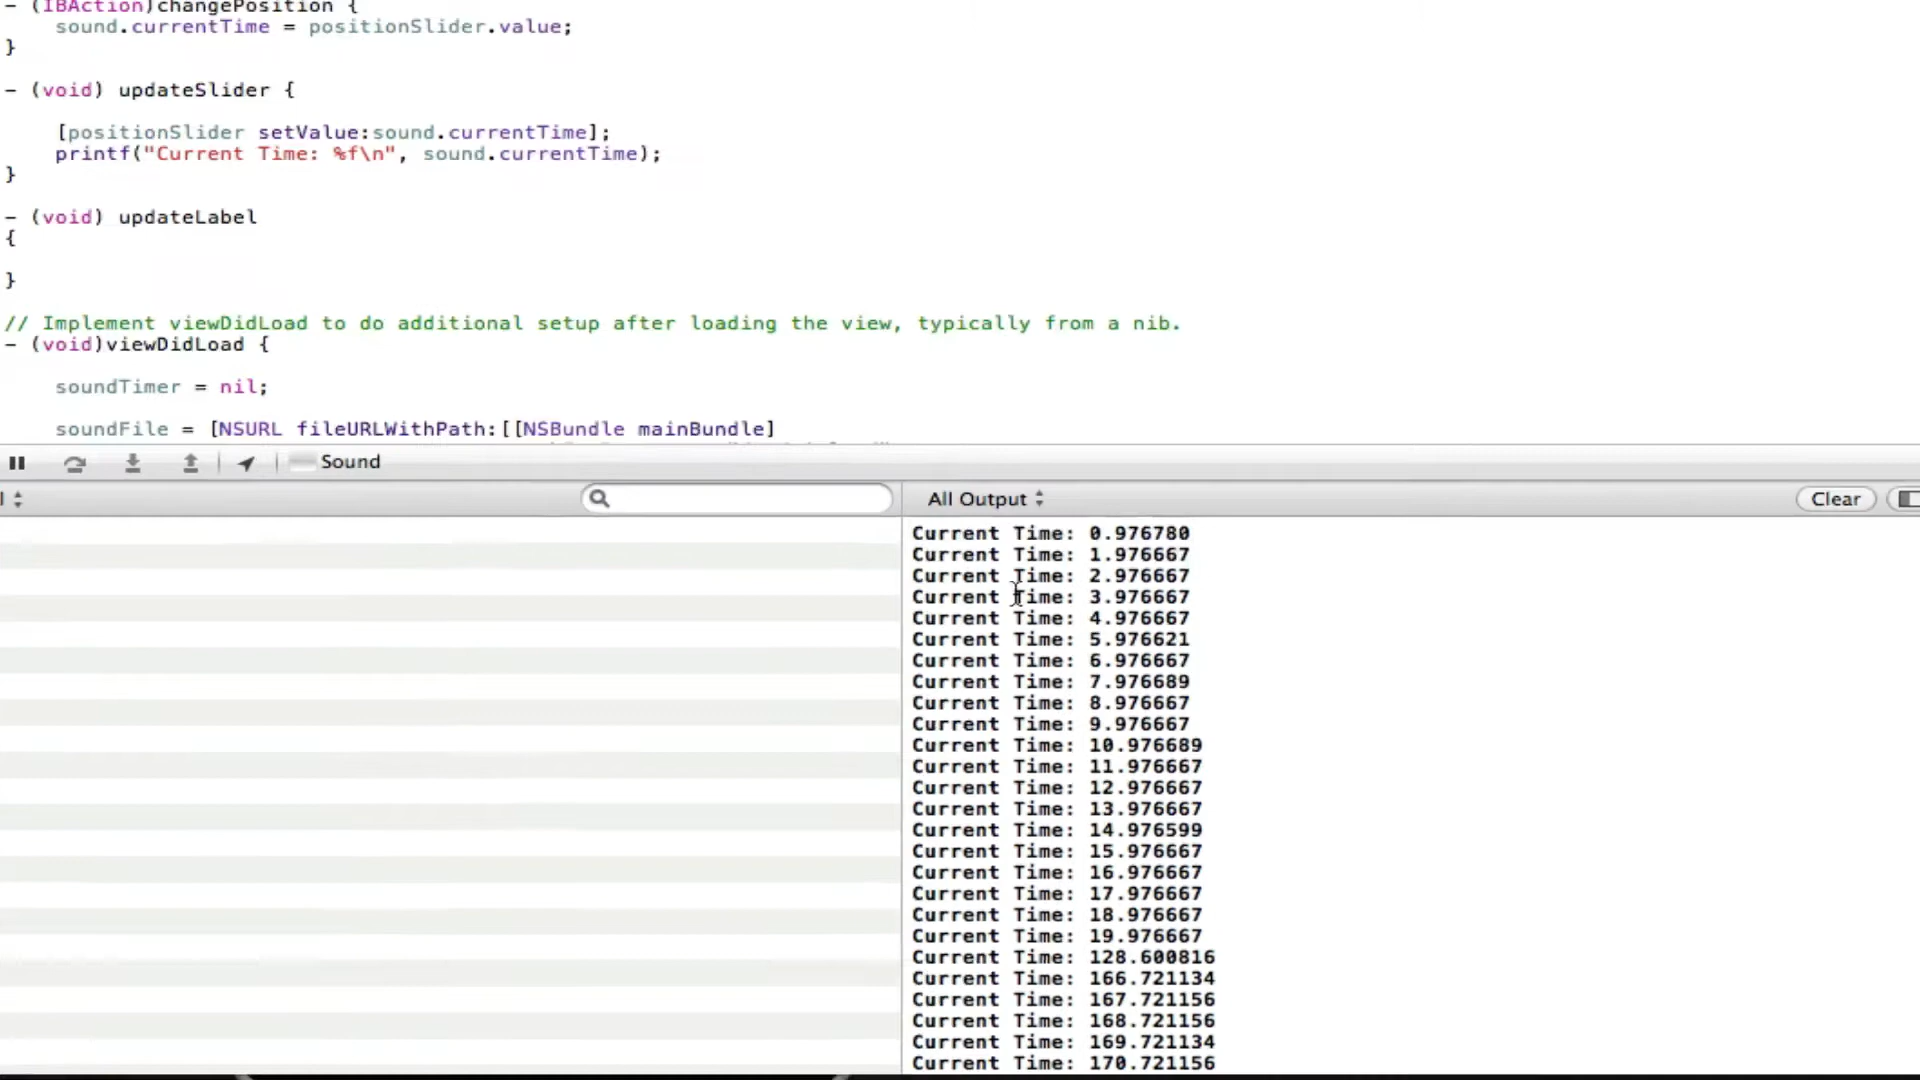 - (IBAction)changePosition {
sound.currentTime = positionSlider.value;
}
- (void) updateSlider {
[positionSlider setValue:sound.currentTime];
printf("Current Time: %f\n", sound.currentTime);
}
- (void) updateLabel
{
}
// Implement viewDidLoad to do additional setup after loading the view, typically from a nib.
- (void)viewDidLoad {
soundTimer = nil;
soundFile = [NSURL fileURLWithPath:[[NSBundle mainBundle]
Sound
All Output
Clear
Current Time: 0.976780
Current Time: 1.976667
Current Time: 2.976667
Current Time: 3.976667
Current Time: 4.976667
Current Time: 5.976621
Current Time: 6.976667
Current Time: 7.976689
Current Time: 8.976667
Current Time: 9.976667
Current Time: 10.976689
Current Time: 11.976667
Current Time: 12.976667
Current Time: 13.976667
Current Time: 14.976599
Current Time: 15.976667
Current Time: 16.976667
Current Time: 17.976667
Current Time: 18.976667
Current Time: 19.976667
Current Time: 128.600816
Current Time: 166.721134
Current Time: 167.721156
Current Time: 168.721156
Current Time: 169.721134
Current Time: 170.721156